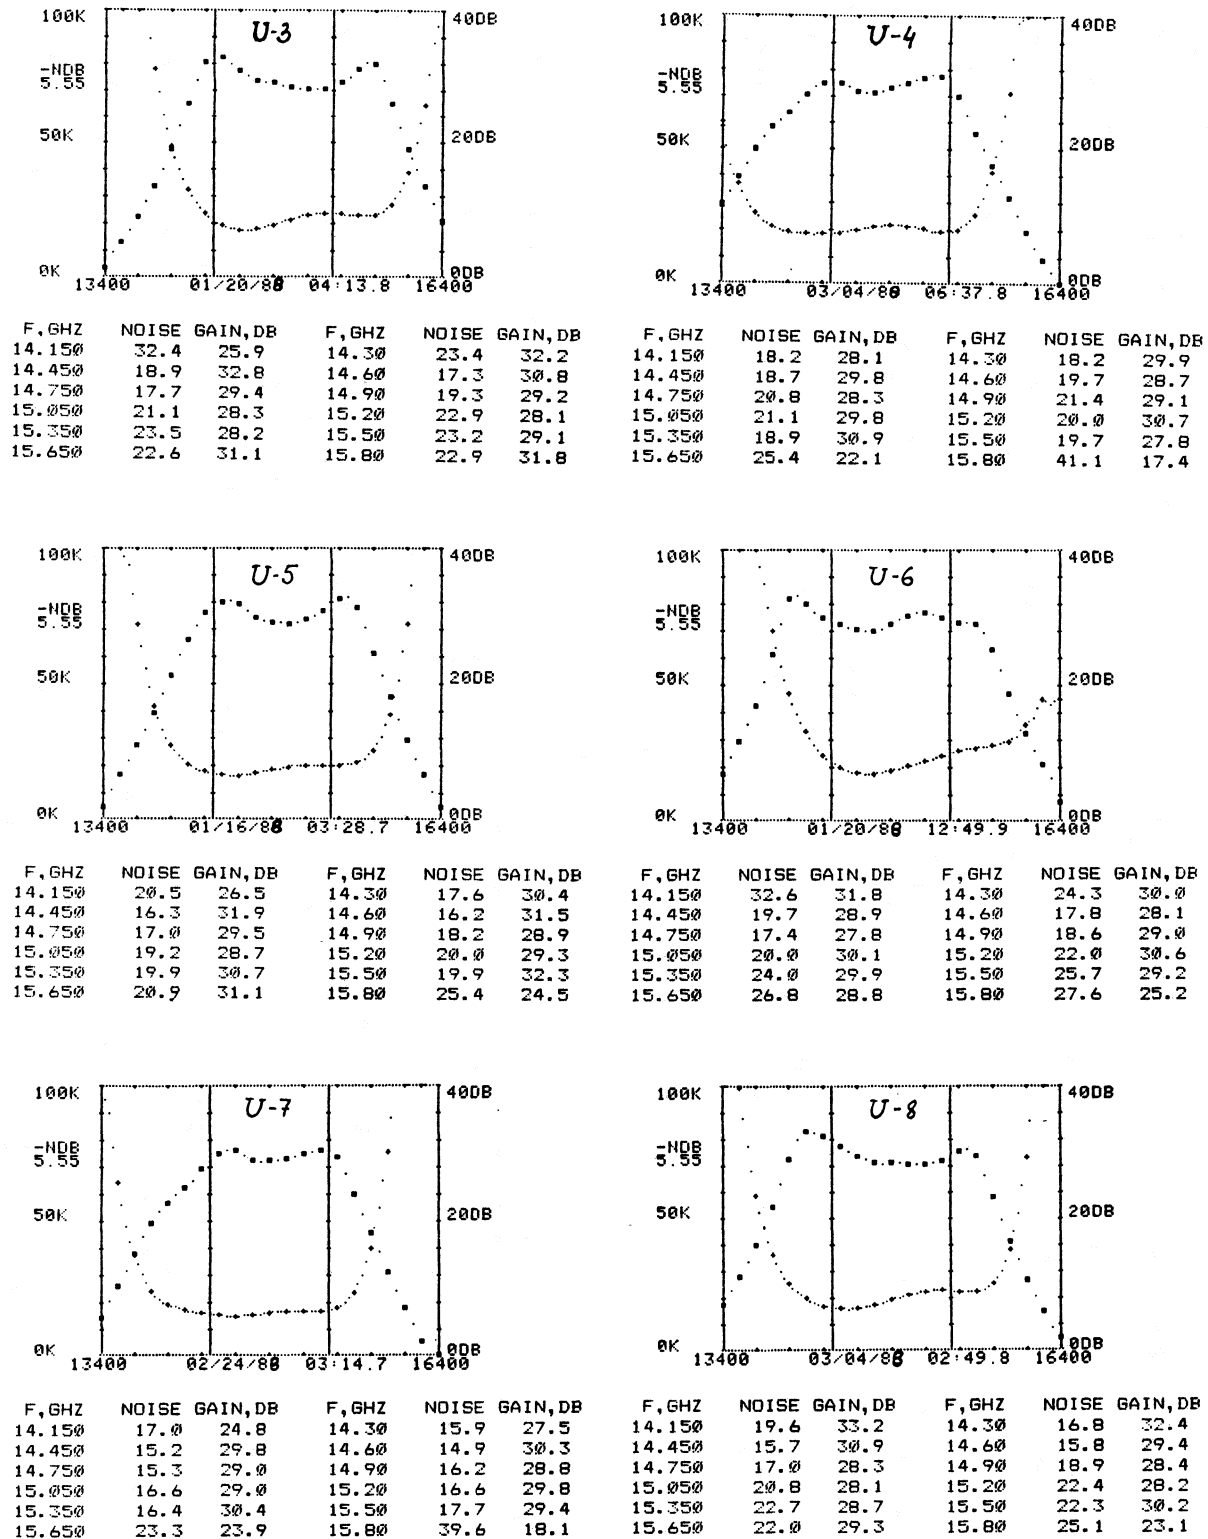 100K U-3 40DB
-NDB
5.55
50K 20DB
0K 0DB
13400 01/20/88 04:13.8 16400
F,GHZ NOISE GAIN,DB F,GHZ NOISE GAIN,DB
14.150 32.4 25.9 14.30 23.4 32.2
14.450 18.9 32.8 14.60 17.3 30.8
14.750 17.7 29.4 14.90 19.3 29.2
15.050 21.1 28.3 15.20 22.9 28.1
15.350 23.5 28.2 15.50 23.2 29.1
15.650 22.6 31.1 15.80 22.9 31.8
100K U-4 40DB
-NDB
5.55
50K 20DB
0K 0DB
13400 03/04/88 06:37.8 16400
F,GHZ NOISE GAIN,DB F,GHZ NOISE GAIN,DB
14.150 18.2 28.1 14.30 18.2 29.9
14.450 18.7 29.8 14.60 19.7 28.7
14.750 20.8 28.3 14.90 21.4 29.1
15.050 21.1 29.8 15.20 20.0 30.7
15.350 18.9 30.9 15.50 19.7 27.8
15.650 25.4 22.1 15.80 41.1 17.4
100K U-5 40DB
-NDB
5.55
50K 20DB
0K 0DB
13400 01/16/88 03:28.7 16400
F,GHZ NOISE GAIN,DB F,GHZ NOISE GAIN,DB
14.150 20.5 26.5 14.30 17.6 30.4
14.450 16.3 31.9 14.60 16.2 31.5
14.750 17.0 29.5 14.90 18.2 28.9
15.050 19.2 28.7 15.20 20.0 29.3
15.350 19.9 30.7 15.50 19.9 32.3
15.650 20.9 31.1 15.80 25.4 24.5
100K U-6 40DB
-NDB
5.55
50K 20DB
0K 0DB
13400 01/20/88 12:49.9 16400
F,GHZ NOISE GAIN,DB F,GHZ NOISE GAIN,DB
14.150 32.6 31.8 14.30 24.3 30.0
14.450 19.7 28.9 14.60 17.8 28.1
14.750 17.4 27.8 14.90 18.6 29.0
15.050 20.0 30.1 15.20 22.0 30.6
15.350 24.0 29.9 15.50 25.7 29.2
15.650 26.8 28.8 15.80 27.6 25.2
100K U-7 40DB
-NDB
5.55
50K 20DB
0K 0DB
13400 02/24/88 03:14.7 16400
F,GHZ NOISE GAIN,DB F,GHZ NOISE GAIN,DB
14.150 17.0 24.8 14.30 15.9 27.5
14.450 15.2 29.8 14.60 14.9 30.3
14.750 15.3 29.0 14.90 16.2 28.8
15.050 16.6 29.0 15.20 16.6 29.8
15.350 16.4 30.4 15.50 17.7 29.4
15.650 23.3 23.9 15.80 39.6 18.1
100K U-8 40DB
-NDB
5.55
50K 20DB
0K 0DB
13400 03/04/88 02:49.8 16400
F,GHZ NOISE GAIN,DB F,GHZ NOISE GAIN,DB
14.150 19.6 33.2 14.30 16.8 32.4
14.450 15.7 30.9 14.60 15.8 29.4
14.750 17.0 28.3 14.90 18.9 28.4
15.050 20.8 28.1 15.20 22.4 28.2
15.350 22.7 28.7 15.50 22.3 30.2
15.650 22.0 29.3 15.80 25.1 23.1